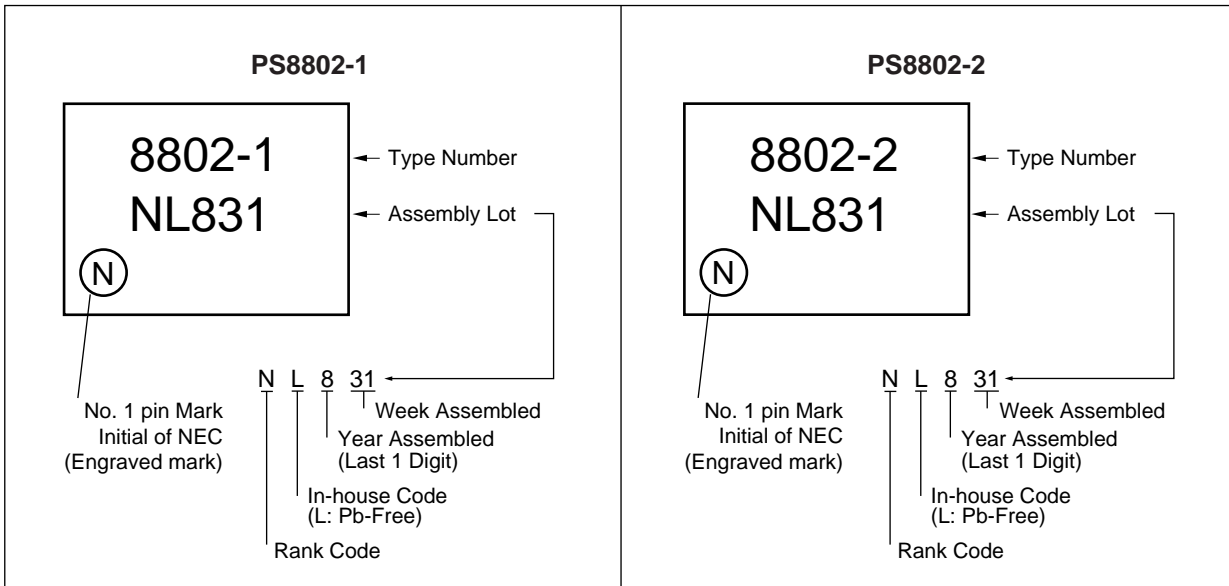 PS8802-1
8802-1
NL831
N
Type Number
Assembly Lot
N L 8 31
No. 1 pin Mark
Initial of NEC
(Engraved mark)
Week Assembled
Year Assembled
(Last 1 Digit)
In-house Code
(L: Pb-Free)
Rank Code
PS8802-2
8802-2
NL831
N
Type Number
Assembly Lot
N L 8 31
No. 1 pin Mark
Initial of NEC
(Engraved mark)
Week Assembled
Year Assembled
(Last 1 Digit)
In-house Code
(L: Pb-Free)
Rank Code